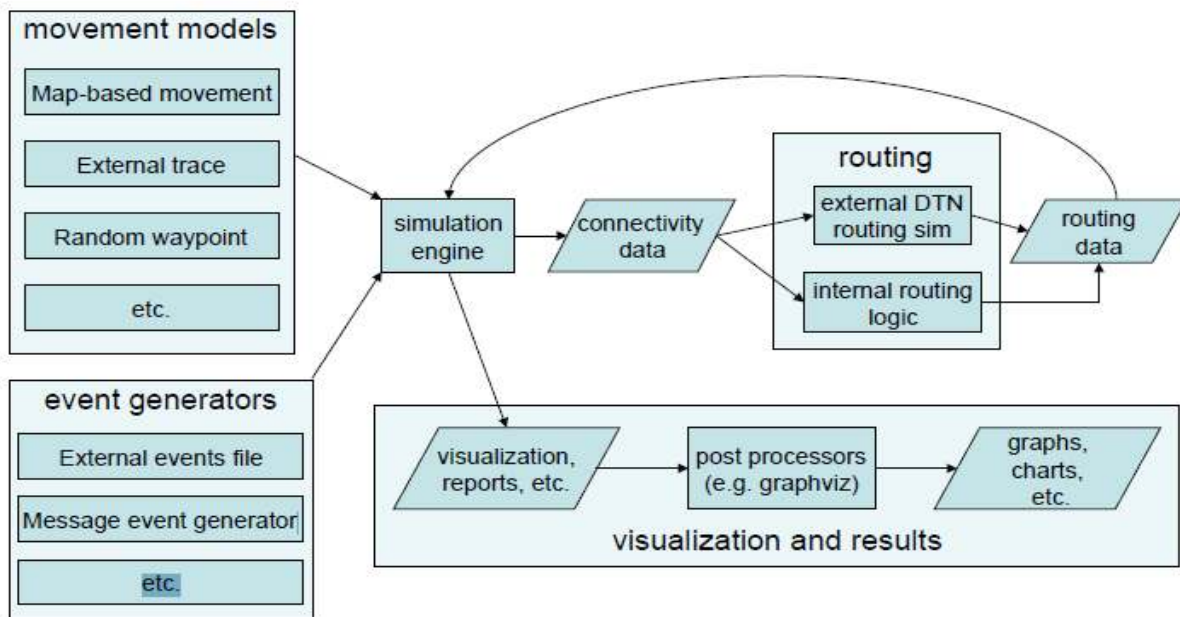 movement models
Map-based movement
External trace
Random waypoint
etc.
event generators
External events file
Message event generator
etc.
simulation
engine
connectivity
data
routing
external DTN
routing sim
internal routing
logic
routing
data
visualization,
reports, etc.
post processors
(e.g. graphviz)
graphs,
charts,
etc.
visualization and results